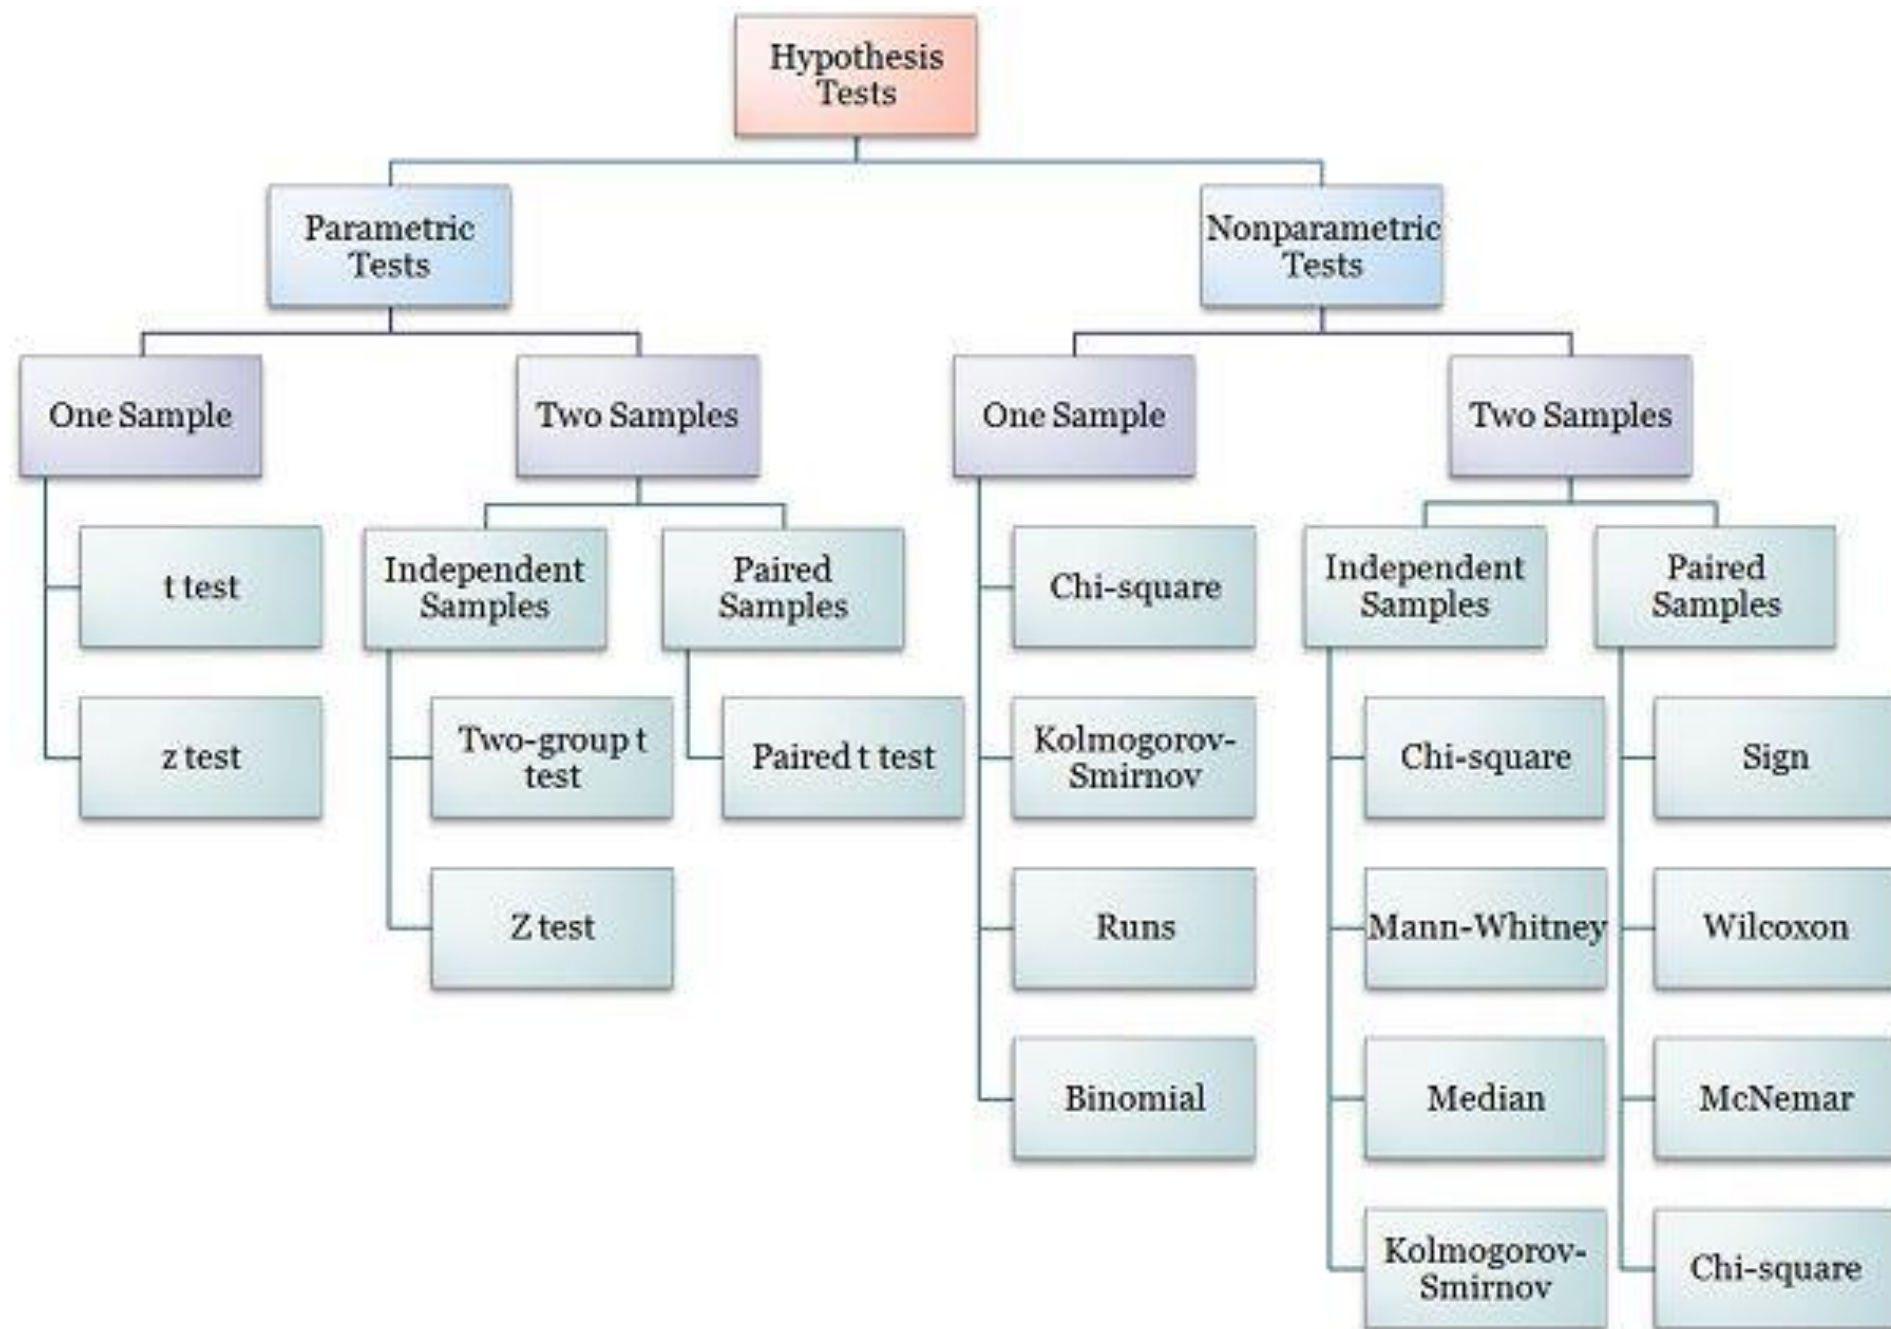 Hypothesis
Tests
Parametric
Tests
Nonparametric
Tests
One Sample
Two Samples
One Sample
Two Samples
t test
Independent
Samples
Paired
Samples
Chi-square
Independent
Samples
Paired
Samples
z test
Two-group t
test
Paired t test
Kolmogorov-
Smirnov
Chi-square
Sign
Z test
Runs
Mann-Whitney
Wilcoxon
Binomial
Median
McNemar
Kolmogorov-
Smirnov
Chi-square